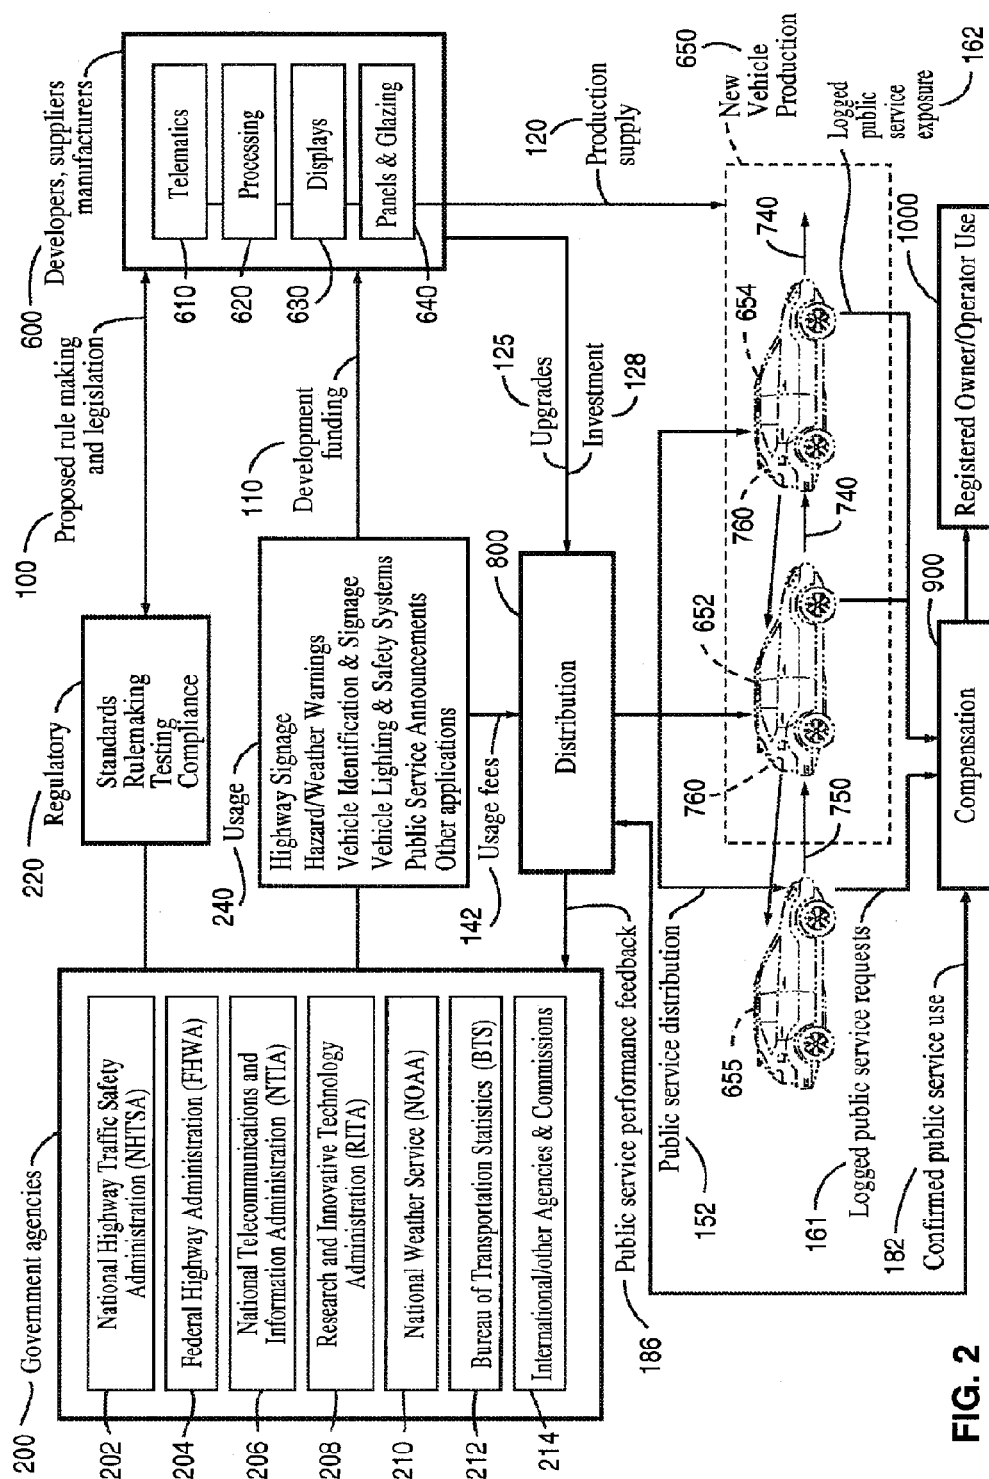 200
Government agencies
202
National Highway Traffic Safety
Administration (NHTSA)
204
Federal Highway Administration (FHWA)
206
National Telecommunications and
Information Administration (NTIA)
208
Research and Innovative Technology
Administration (RITA)
210
National Weather Service (NOAA)
212
Bureau of Transportation Statistics (BTS)
214
International/other Agencies & Commissions
220
Regulatory
Standards
Rulemaking
Testing
Compliance
100
Proposed rule making
and legislation
600
Developers, suppliers
manufacturers
610
Telematics
620
Processing
630
Displays
640
Panels & Glazing
240
Usage
Highway Signage
Hazard/Weather Warnings
Vehicle Identification & Signage
Vehicle Lighting & Safety Systems
Public Service Announcements
Other applications
110
Development
funding
142
Usage fees
800
Distribution
Upgrades
125
Investment
128
120
Production
supply
186
Public service performance feedback
152
Public service distribution
650
New
Vehicle
Production
655
760
652
760
654
750
740
740
Logged
public
service
exposure
162
161
Logged public service requests
182
Confirmed public service use
900
Compensation
1000
Registered Owner/Operator Use
FIG. 2